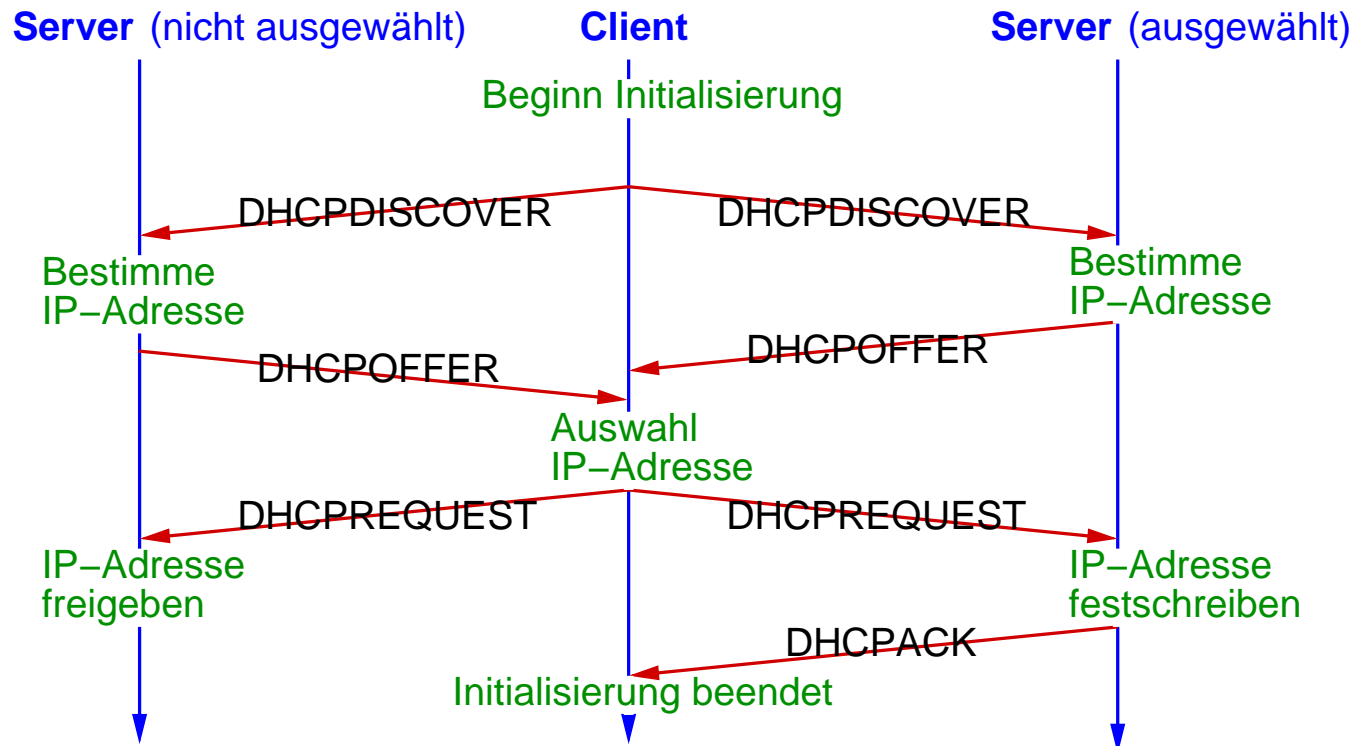 Server (nicht ausgewählt)
Client
Server (ausgewählt)
Beginn Initialisierung
DHCPDISCOVER
DHCPDISCOVER
Bestimme
IP−Adresse
Bestimme
IP−Adresse
DHCPOFFER
DHCPOFFER
Auswahl
IP−Adresse
DHCPREQUEST
DHCPREQUEST
IP−Adresse
freigeben
IP−Adresse
festschreiben
DHCPACK
Initialisierung beendet